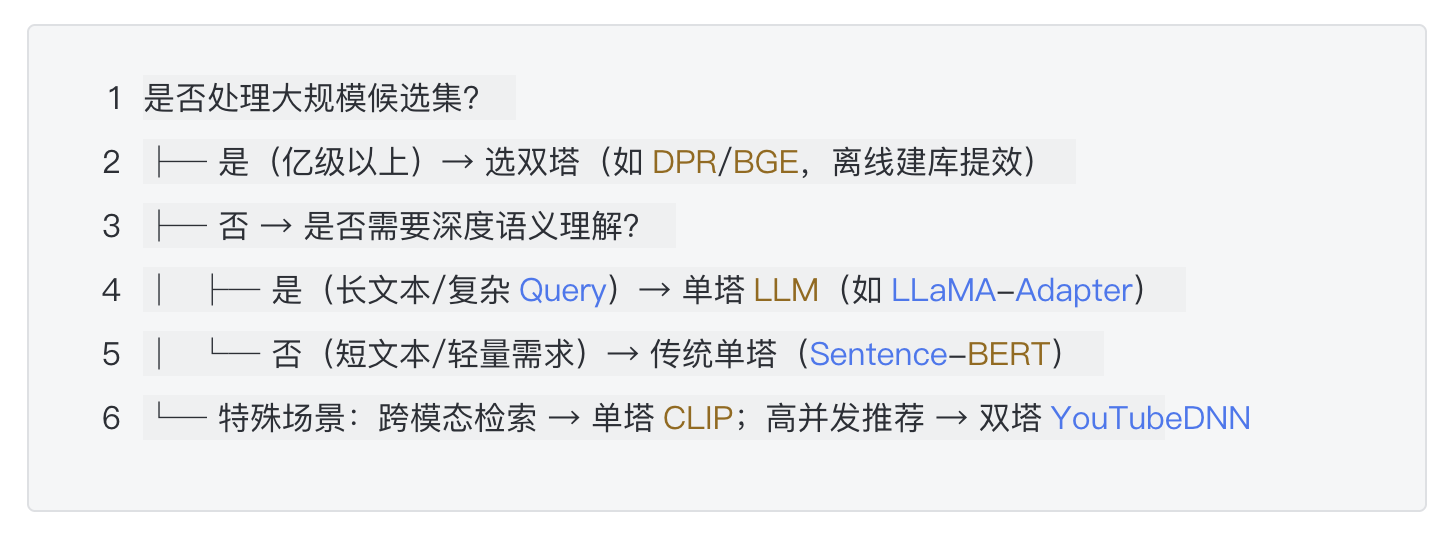 1 是否处理大规模候选集？
2 ├── 是（亿级以上）→ 选双塔（如 DPR/BGE，离线建库提效）
3 ├── 否 → 是否需要深度语义理解？
4 │   ├── 是（长文本/复杂 Query）→ 单塔 LLM（如 LLaMA-Adapter）
5 │   └── 否（短文本/轻量需求）→ 传统单塔（Sentence-BERT）
6 └── 特殊场景：跨模态检索 → 单塔 CLIP；高并发推荐 → 双塔 YouTubeDNN